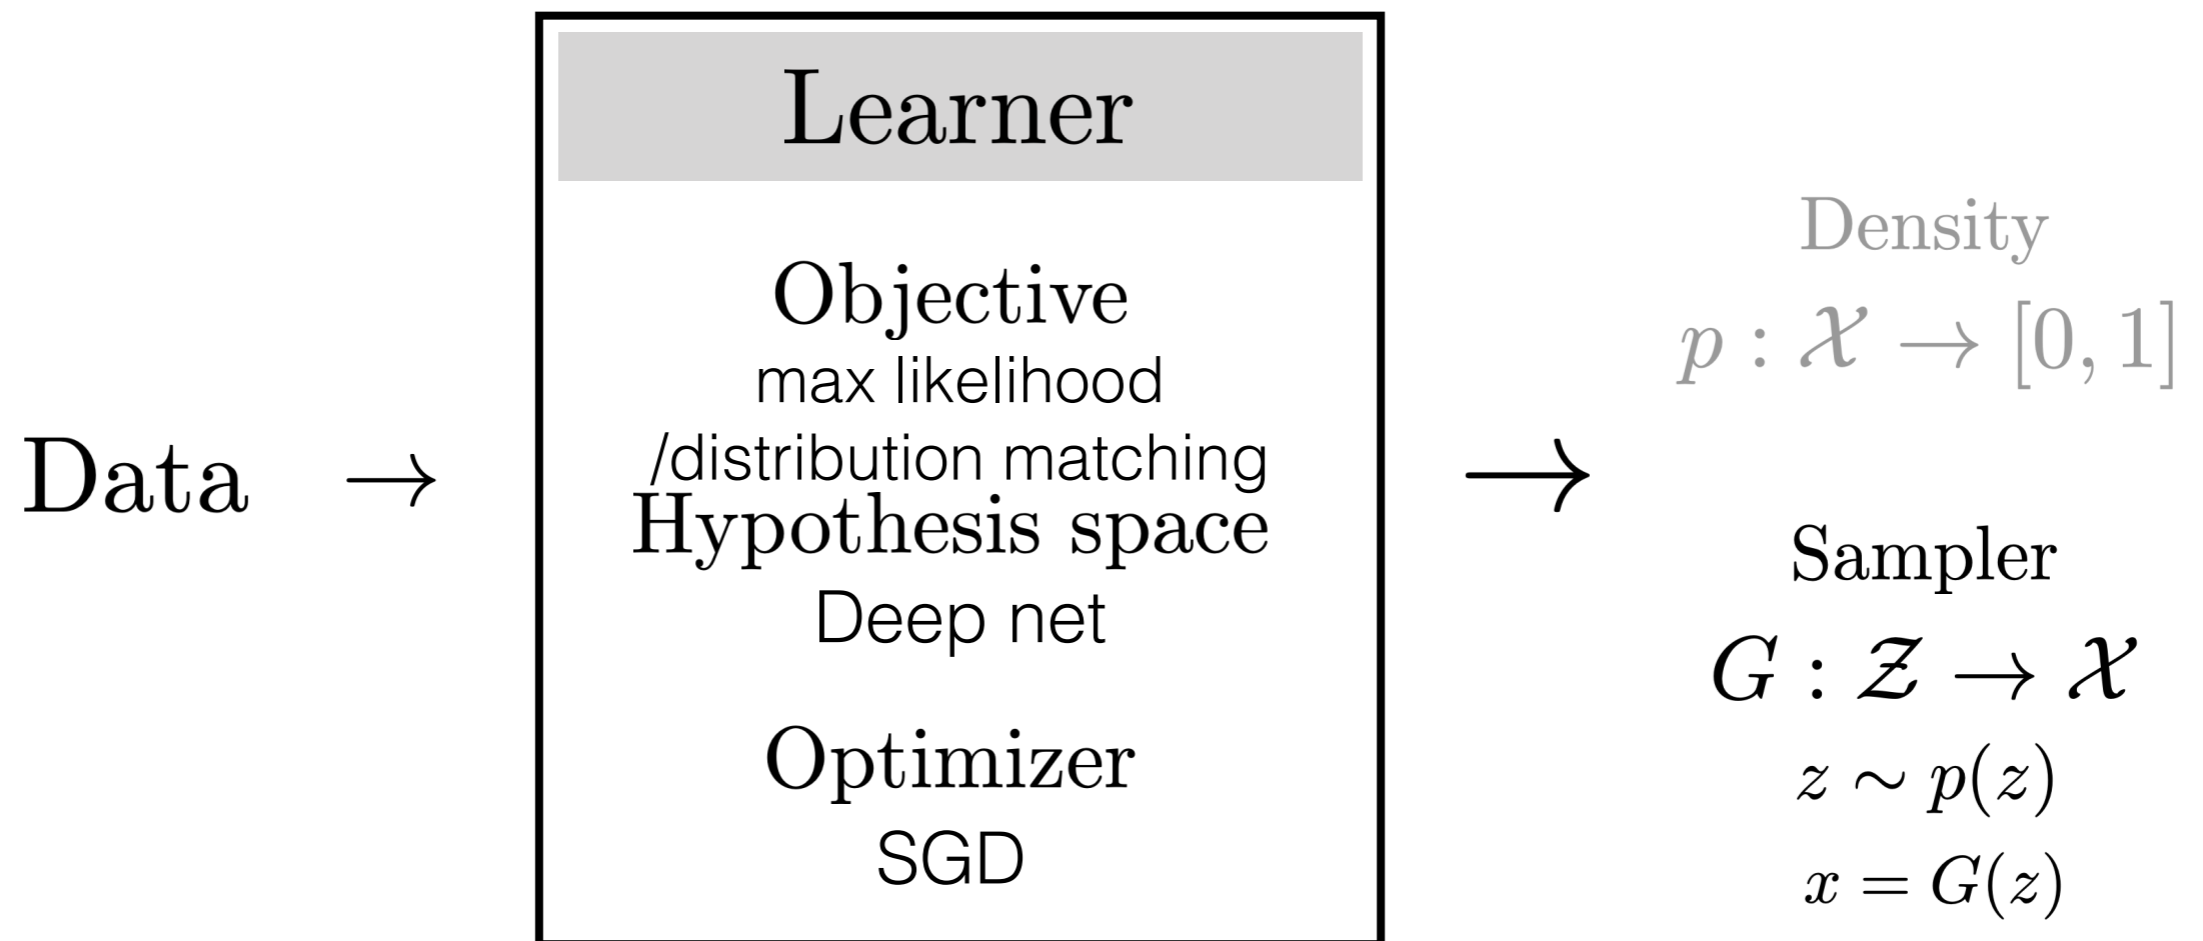 Data →
Learner
Objective
max likelihood
/distribution matching
Hypothesis space
Deep net
Optimizer
SGD
→
Density
p : 𝒳 → [0, 1]
Sampler
G : 𝒵 → 𝒳
z ∼ p(z)
x = G(z)